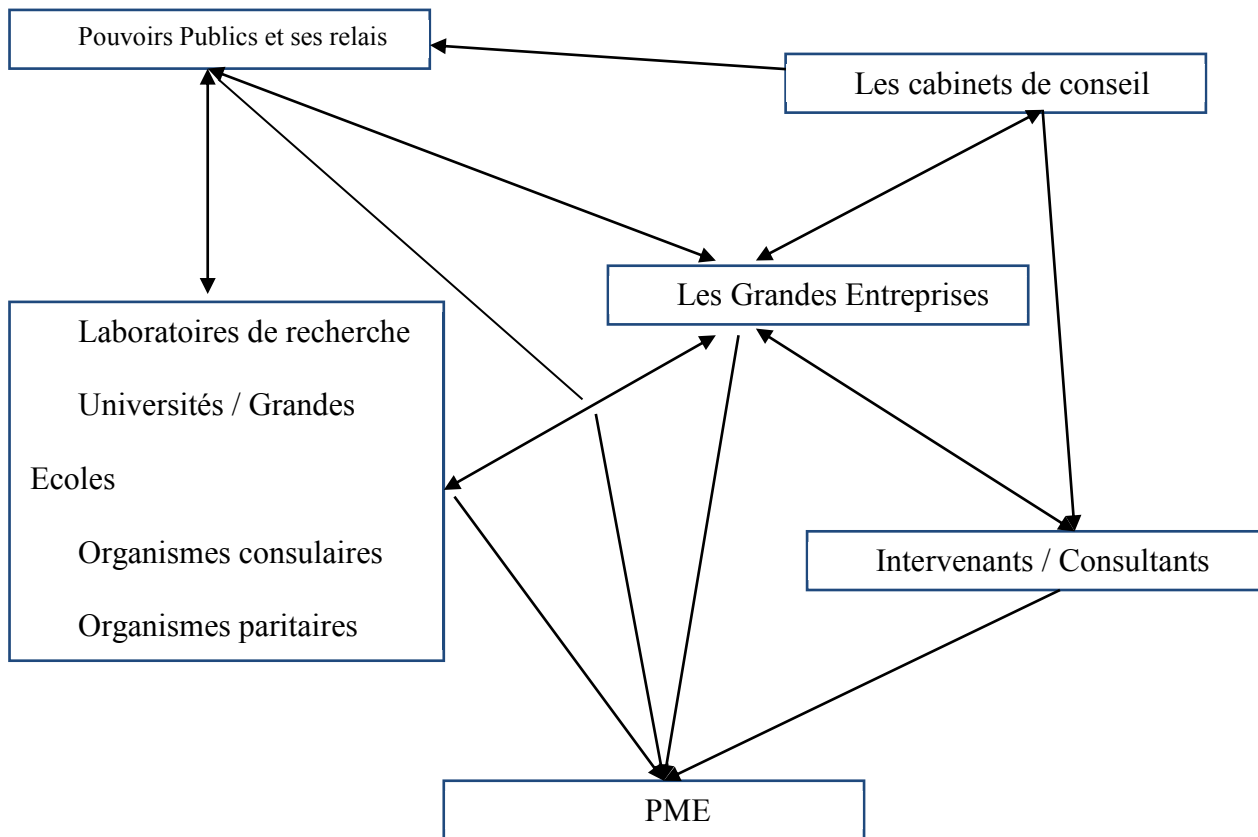 Pouvoirs Publics et ses relais
Les cabinets de conseil
Les Grandes Entreprises
Laboratoires de recherche
Universités / Grandes
Ecoles
Organismes consulaires
Organismes paritaires
Intervenants / Consultants
PME